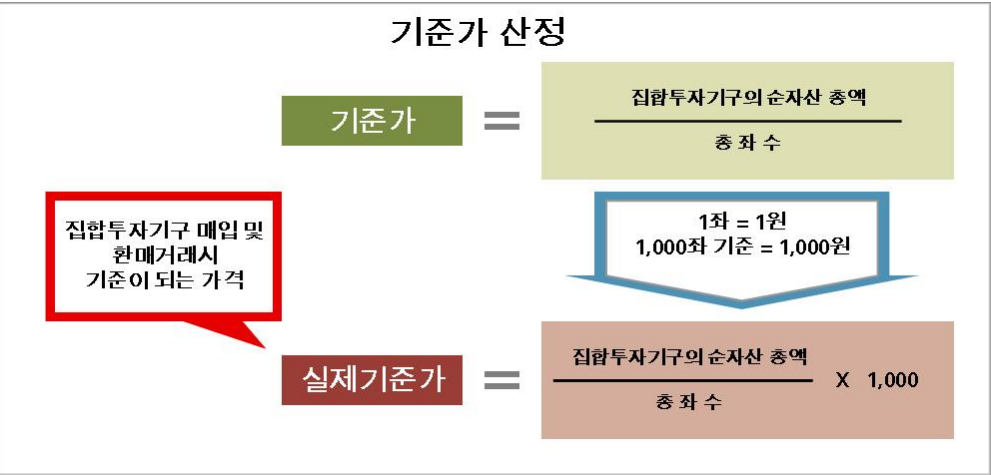 기준가 산정
기준가 =
집합투자기구의 순자산 총액
총 좌 수
집합투자기구 매입 및
환매거래시
기준이 되는 가격
1좌 = 1원
1,000좌 기준 = 1,000원
실제기준가 =
집합투자기구의 순자산 총액
총 좌 수
X 1,000